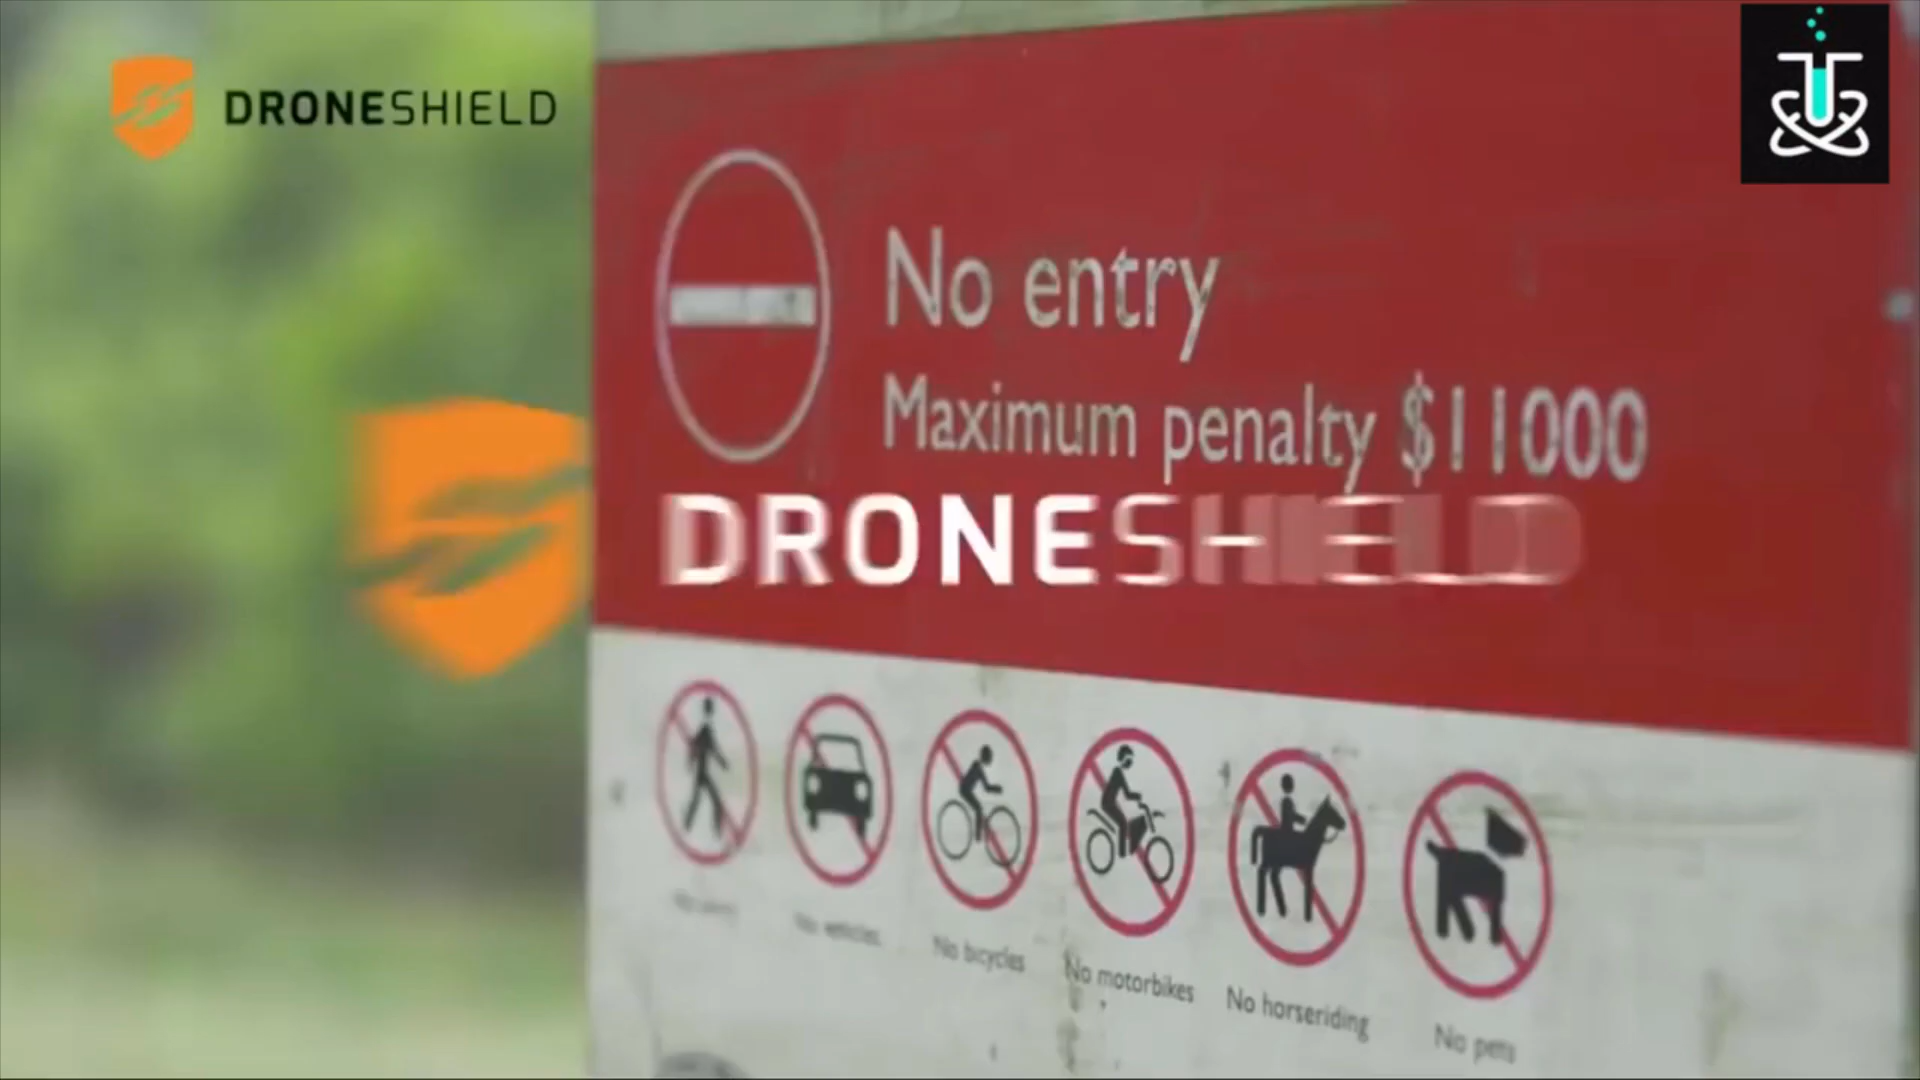 DRONESHIELD
No entry
Maximum penalty $11000
DRONESHIELD
No vehicles
No bicycles
No motorbikes
No horseriding
No pets